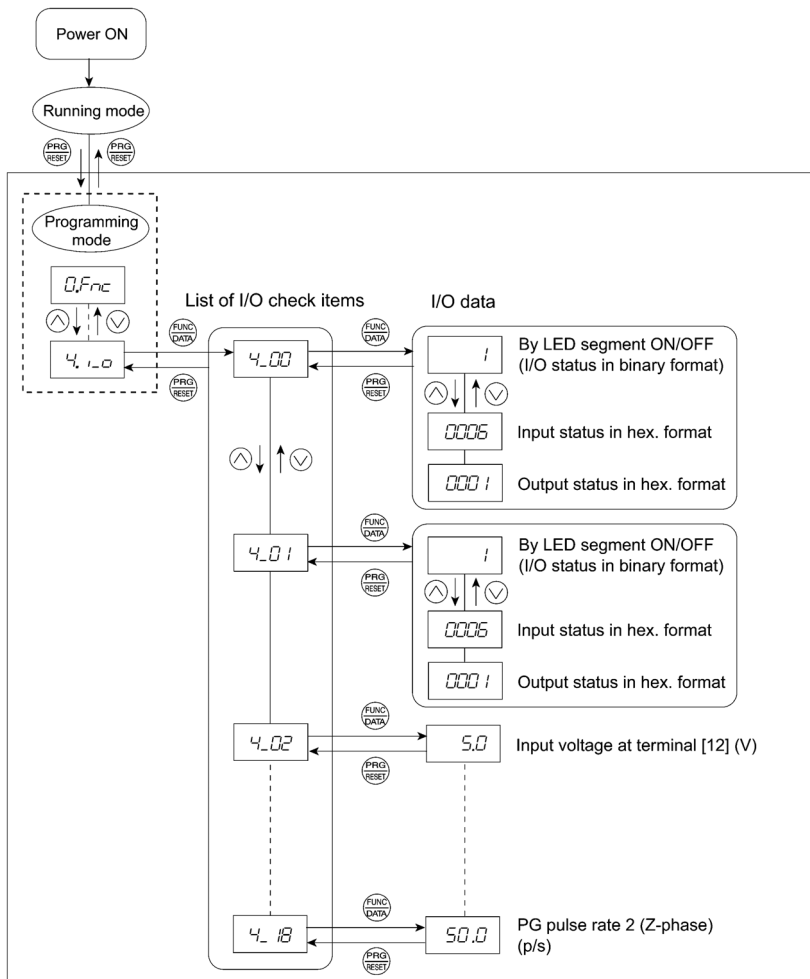 Power ON
Running mode
PRG
RESET
PRG
RESET
Programming
mode
0.Fnc
List of I/O check items
I/O data
FUNC
DATA
FUNC
DATA
By LED segment ON/OFF
(I/O status in binary format)
4.i_o
4_00
1
PRG
RESET
PRG
RESET
0006
Input status in hex. format
0001
Output status in hex. format
FUNC
DATA
By LED segment ON/OFF
(I/O status in binary format)
4_01
1
PRG
RESET
0006
Input status in hex. format
0001
Output status in hex. format
FUNC
DATA
4_02
5.0
Input voltage at terminal [12] (V)
PRG
RESET
FUNC
DATA
4_18
50.0
PG pulse rate 2 (Z-phase)
(p/s)
PRG
RESET